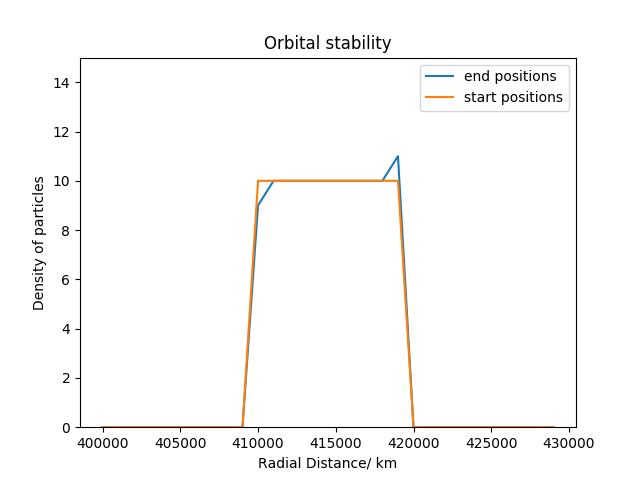 Orbital stability
end positions
start positions
Density of particles
14
12
10
8
6
4
2
0
400000 405000 410000 415000 420000 425000 430000
Radial Distance/ km